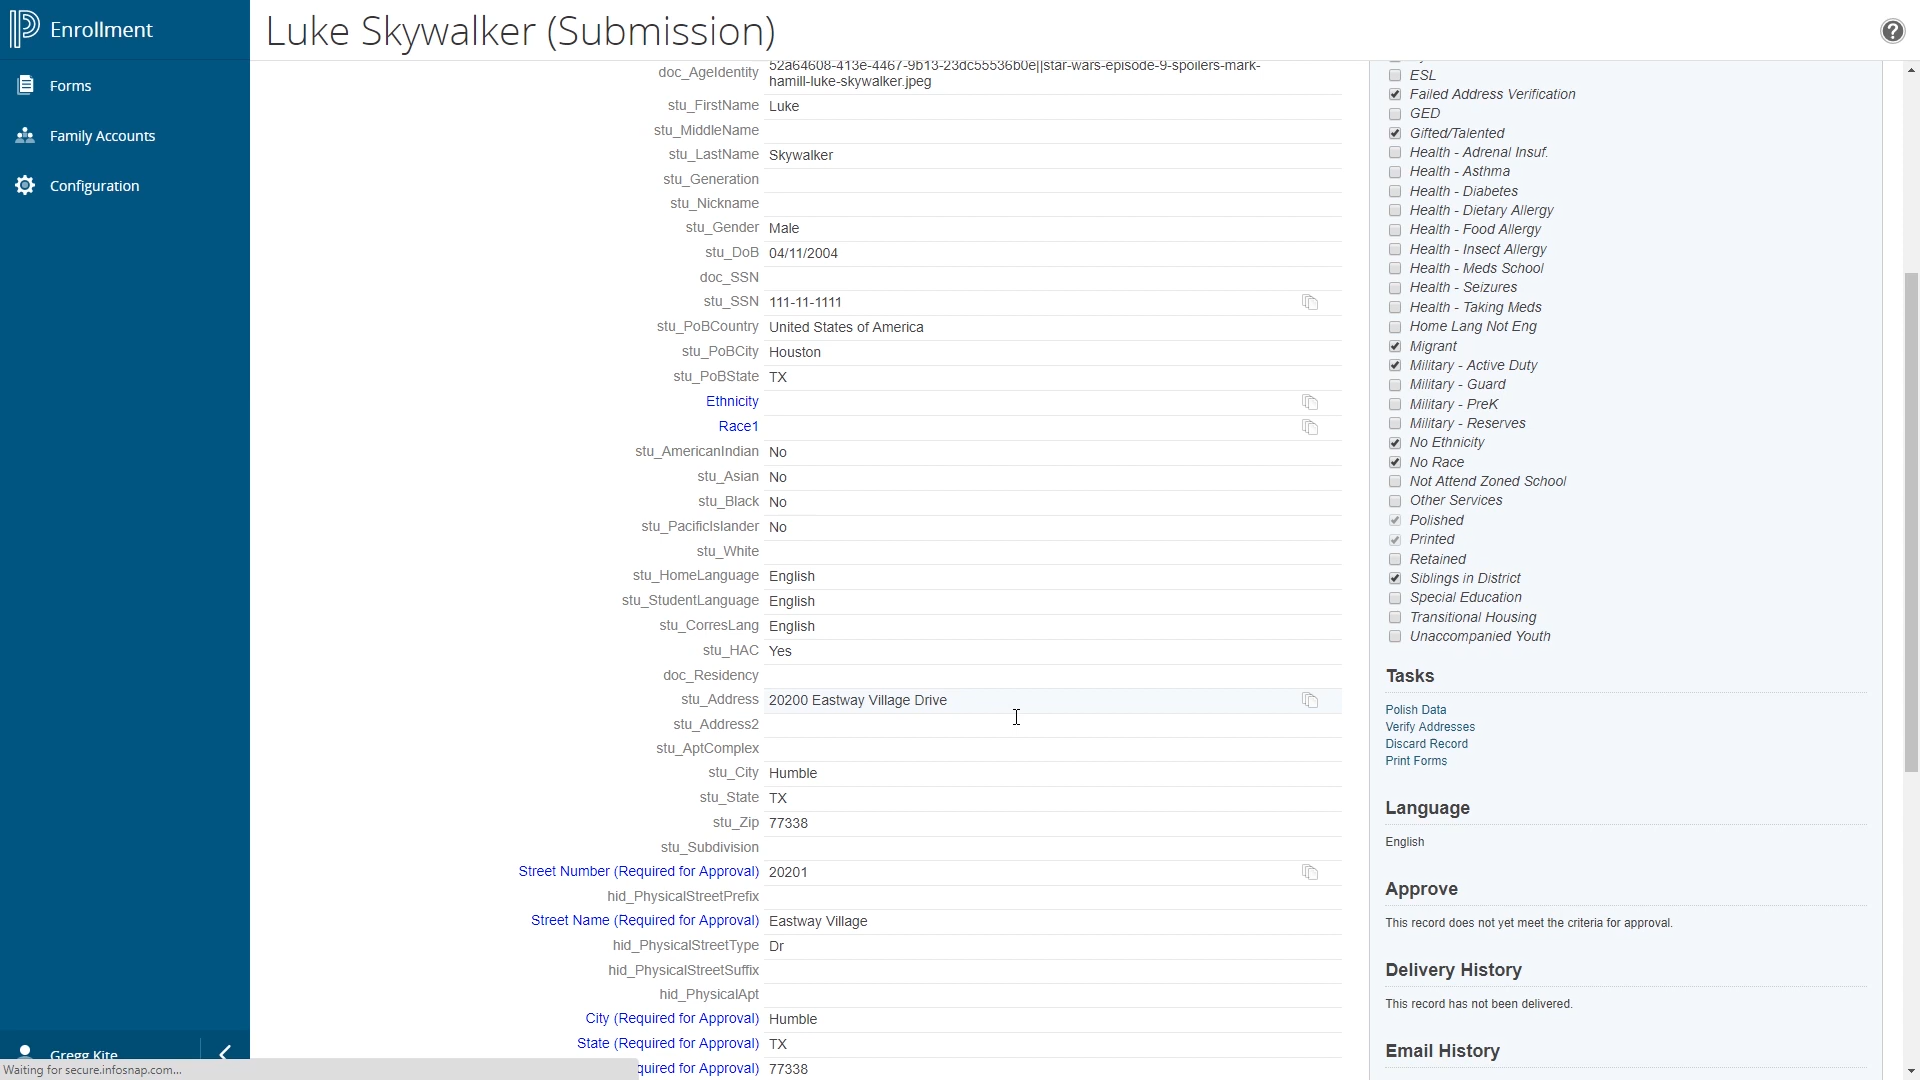 Enrollment
Luke Skywalker (Submission)
Forms
Family Accounts
Configuration
doc_AgeIdentity 52a64608-413e-4467-9b13-23dc55536b0e||star-wars-episode-9-spoilers-mark-
hamill-luke-skywalker.jpeg
stu_FirstName Luke
stu_MiddleName
stu_LastName Skywalker
stu_Generation
stu_Nickname
stu_Gender Male
stu_DoB 04/11/2004
doc_SSN
stu_SSN 111-11-1111
stu_PoBCountry United States of America
stu_PoBCity Houston
stu_PoBState TX
Ethnicity
Race1
stu_AmericanIndian No
stu_Asian No
stu_Black No
stu_PacificIslander No
stu_White
stu_HomeLanguage English
stu_StudentLanguage English
stu_CorresLang English
stu_HAC Yes
doc_Residency
stu_Address 20200 Eastway Village Drive
stu_Address2
stu_AptComplex
stu_City Humble
stu_State TX
stu_Zip 77338
stu_Subdivision
Street Number (Required for Approval) 20201
hid_PhysicalStreetPrefix
Street Name (Required for Approval) Eastway Village
hid_PhysicalStreetType Dr
hid_PhysicalStreetSuffix
hid_PhysicalApt
City (Required for Approval) Humble
State (Required for Approval) TX
quired for Approval) 77338
ESL
Failed Address Verification
GED
Gifted/Talented
Health - Adrenal Insuf.
Health - Asthma
Health - Diabetes
Health - Dietary Allergy
Health - Food Allergy
Health - Insect Allergy
Health - Meds School
Health - Seizures
Health - Taking Meds
Home Lang Not Eng
Migrant
Military - Active Duty
Military - Guard
Military - PreK
Military - Reserves
No Ethnicity
No Race
Not Attend Zoned School
Other Services
Polished
Printed
Retained
Siblings in District
Special Education
Transitional Housing
Unaccompanied Youth
Tasks
Polish Data
Verify Addresses
Discard Record
Print Forms
Language
English
Approve
This record does not yet meet the criteria for approval.
Delivery History
This record has not been delivered.
Email History
Gregg Kite
Waiting for secure.infosnap.com...